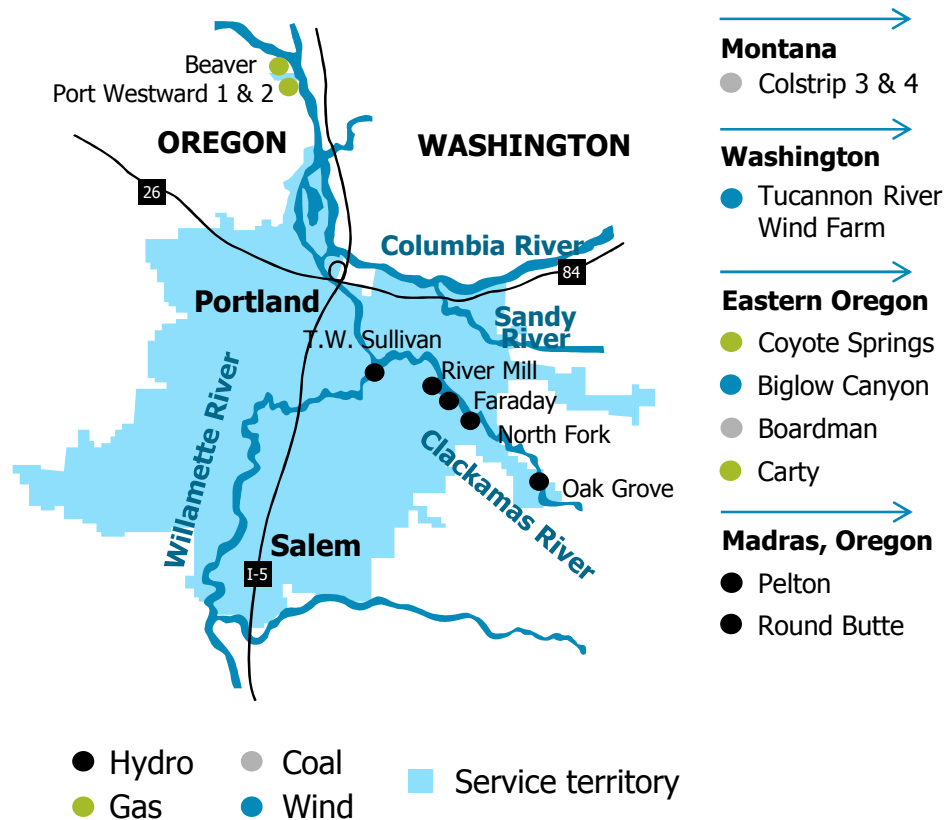 Beaver
Port Westward 1 & 2
OREGON
WASHINGTON
26
Columbia River
84
Portland
Sandy
River
T.W. Sullivan
River Mill
Faraday
North Fork
Oak Grove
Willamette River
Clackamas River
Salem
I-5
Montana
Colstrip 3 & 4
Washington
Tucannon River
Wind Farm
Eastern Oregon
Coyote Springs
Biglow Canyon
Boardman
Carty
Madras, Oregon
Pelton
Round Butte
Hydro
Coal
Service territory
Gas
Wind